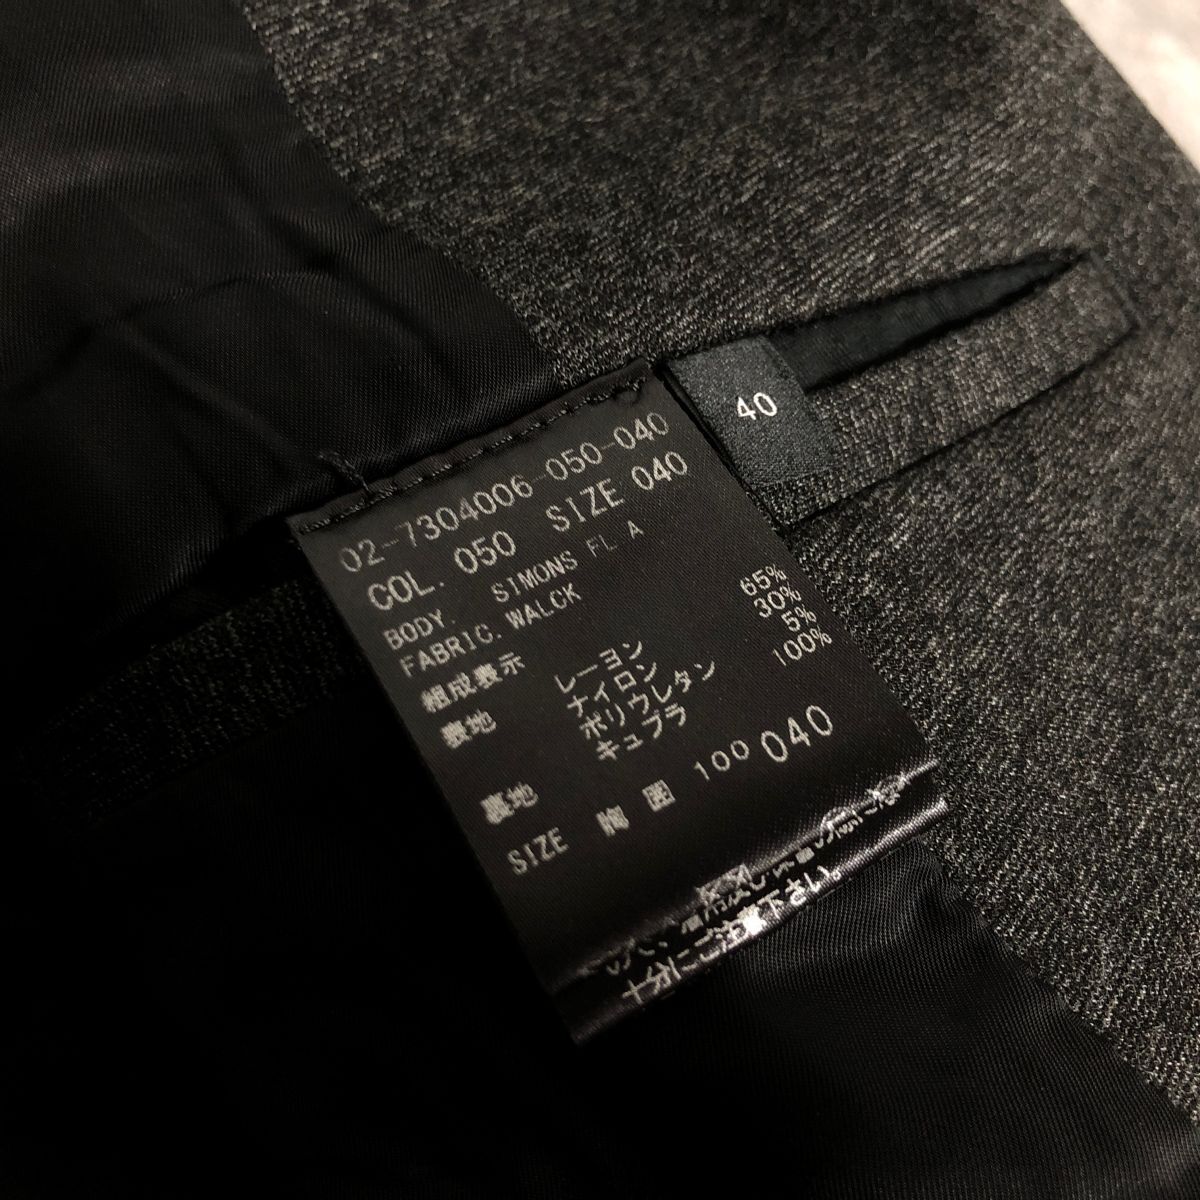 40
02-7304006-050-040
COL. 050 SIZE 040
BODY. SIMONS FL A
FABRIC. WALCK
組成表示
表地 レーヨン 65%
ナイロン 30%
ポリウレタン 5%
裏地 キュプラ 100%
SIZE 胸囲 100 040
十分にご注意下さい。